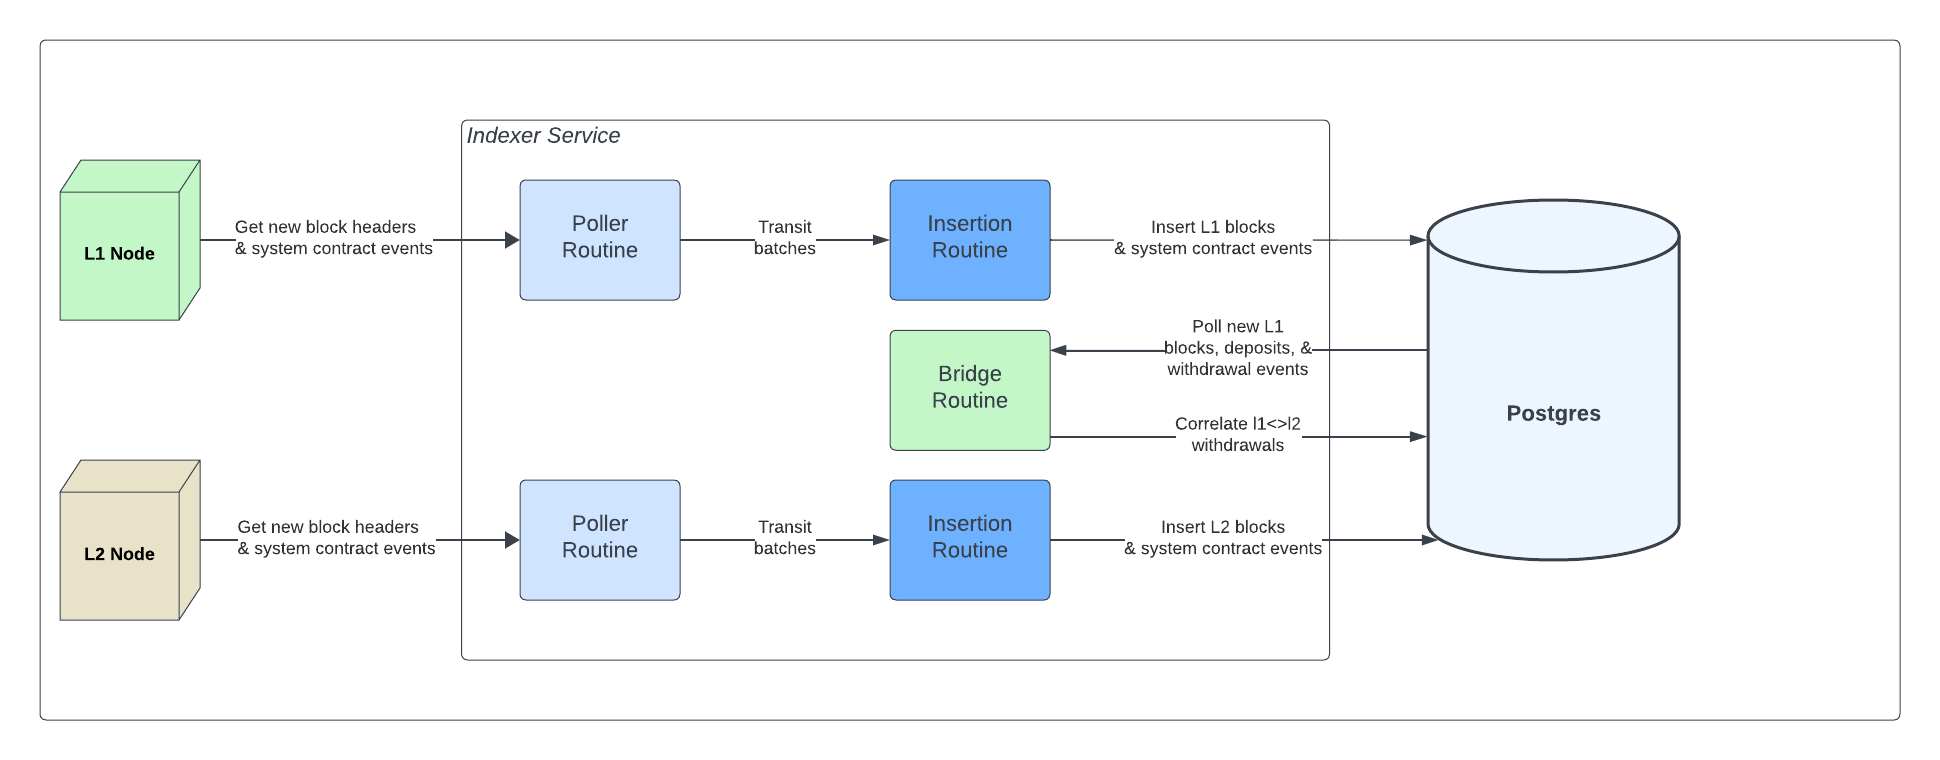 Indexer Service
L1 Node
Get new block headers
& system contract events
Poller
Routine
Transit
batches
Insertion
Routine
Insert L1 blocks
& system contract events
Poll new L1
blocks, deposits, &
withdrawal events
Bridge
Routine
Correlate l1<>l2
withdrawals
Postgres
L2 Node
Get new block headers
& system contract events
Poller
Routine
Transit
batches
Insertion
Routine
Insert L2 blocks
& system contract events